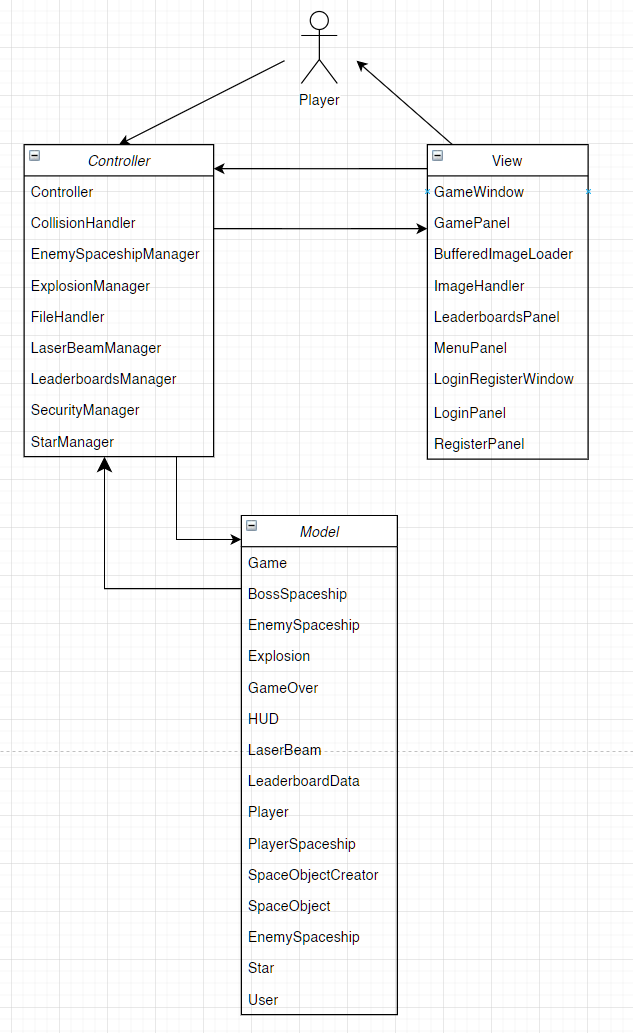 Player
Controller
Controller
CollisionHandler
EnemySpaceshipManager
ExplosionManager
FileHandler
LaserBeamManager
LeaderboardsManager
SecurityManager
StarManager
View
GameWindow
GamePanel
BufferedImageLoader
ImageHandler
LeaderboardsPanel
MenuPanel
LoginRegisterWindow
LoginPanel
RegisterPanel
Model
Game
BossSpaceship
EnemySpaceship
Explosion
GameOver
HUD
LaserBeam
LeaderboardData
Player
PlayerSpaceship
SpaceObjectCreator
SpaceObject
EnemySpaceship
Star
User